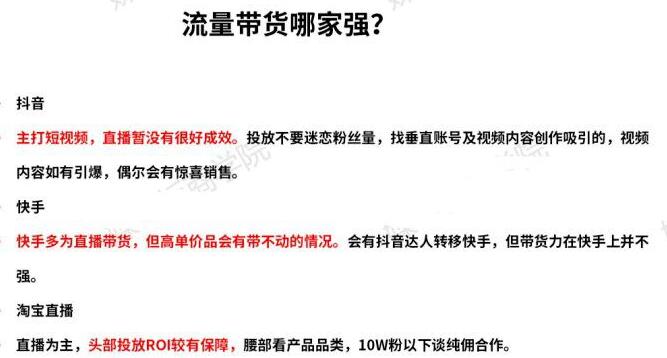 流量带货哪家强？
抖音
主打短视频，直播暂没有很好成效。投放不要迷恋粉丝量，找垂直账号及视频内容创作吸引的，视频
内容如有引爆，偶尔会有惊喜销售。
快手
快手多为直播带货，但高单价品会有带不动的情况。会有抖音达人转移快手，但带货力在快手上并不
强。
淘宝直播
直播为主，头部投放ROI较有保障，腰部看产品品类，10W粉以下谈纯佣合作。